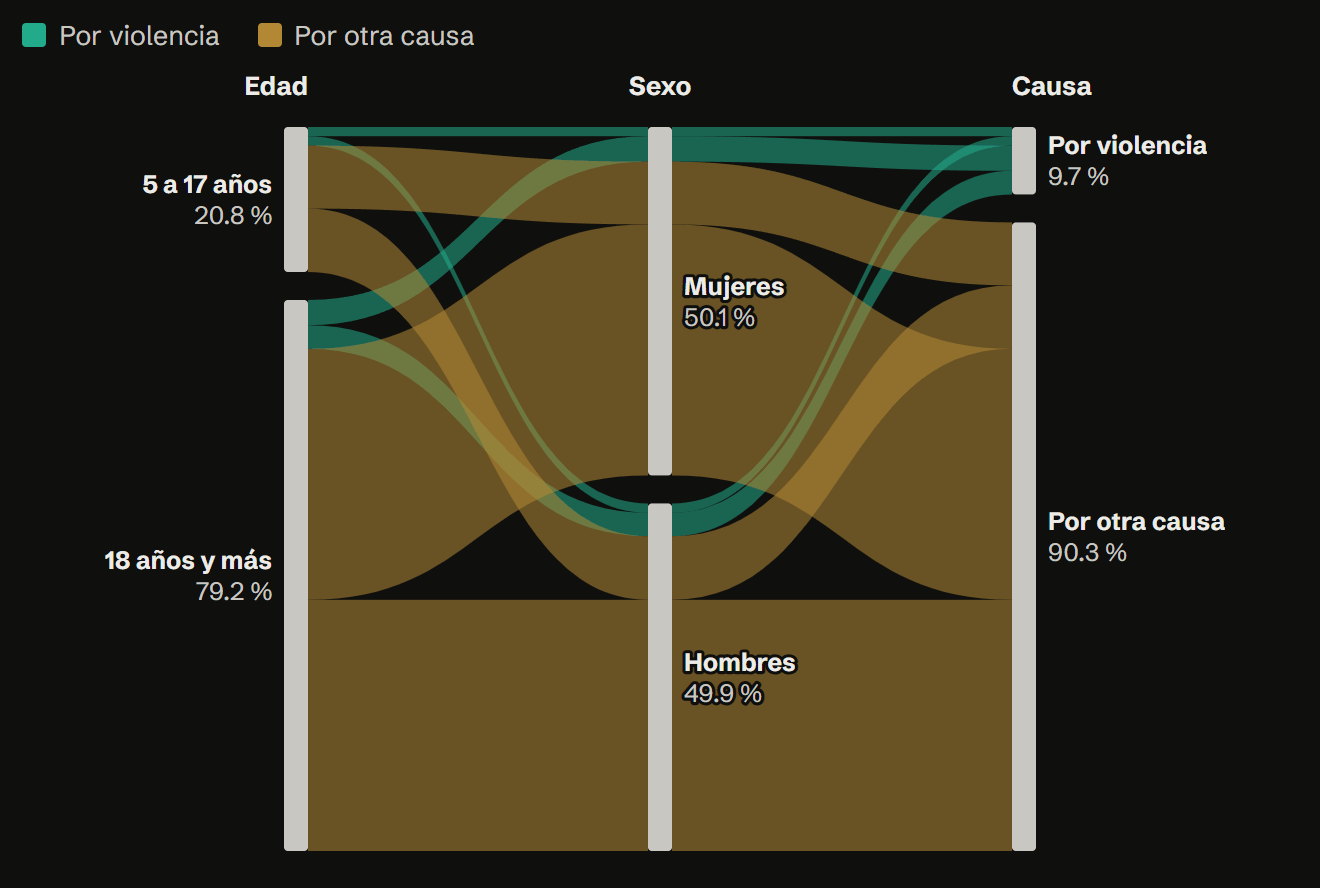 Por violencia
Por otra causa
Edad
Sexo
Causa
5 a 17 años
20.8 %
18 años y más
79.2 %
Mujeres
50.1 %
Hombres
49.9 %
Por violencia
9.7 %
Por otra causa
90.3 %